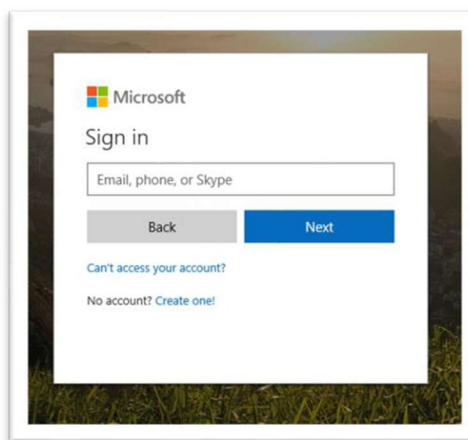 Microsoft
Sign in
Email, phone, or Skype
Back Next
Can't access your account?
No account? Create one!